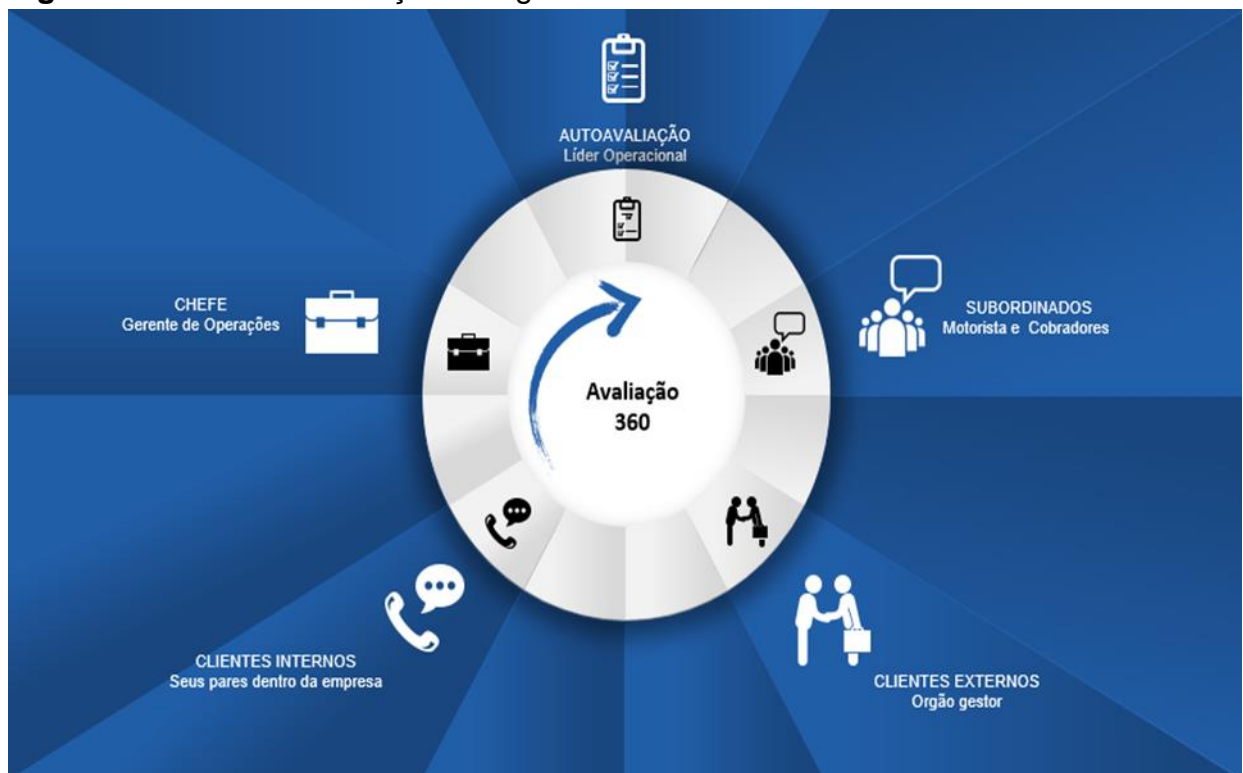 AUTOAVALIAÇÃO
Líder Operacional
CHEFE
Gerente de Operações
SUBORDINADOS
Motorista e Cobradores
Avaliação
360
CLIENTES INTERNOS
Seus pares dentro da empresa
CLIENTES EXTERNOS
Orgão gestor